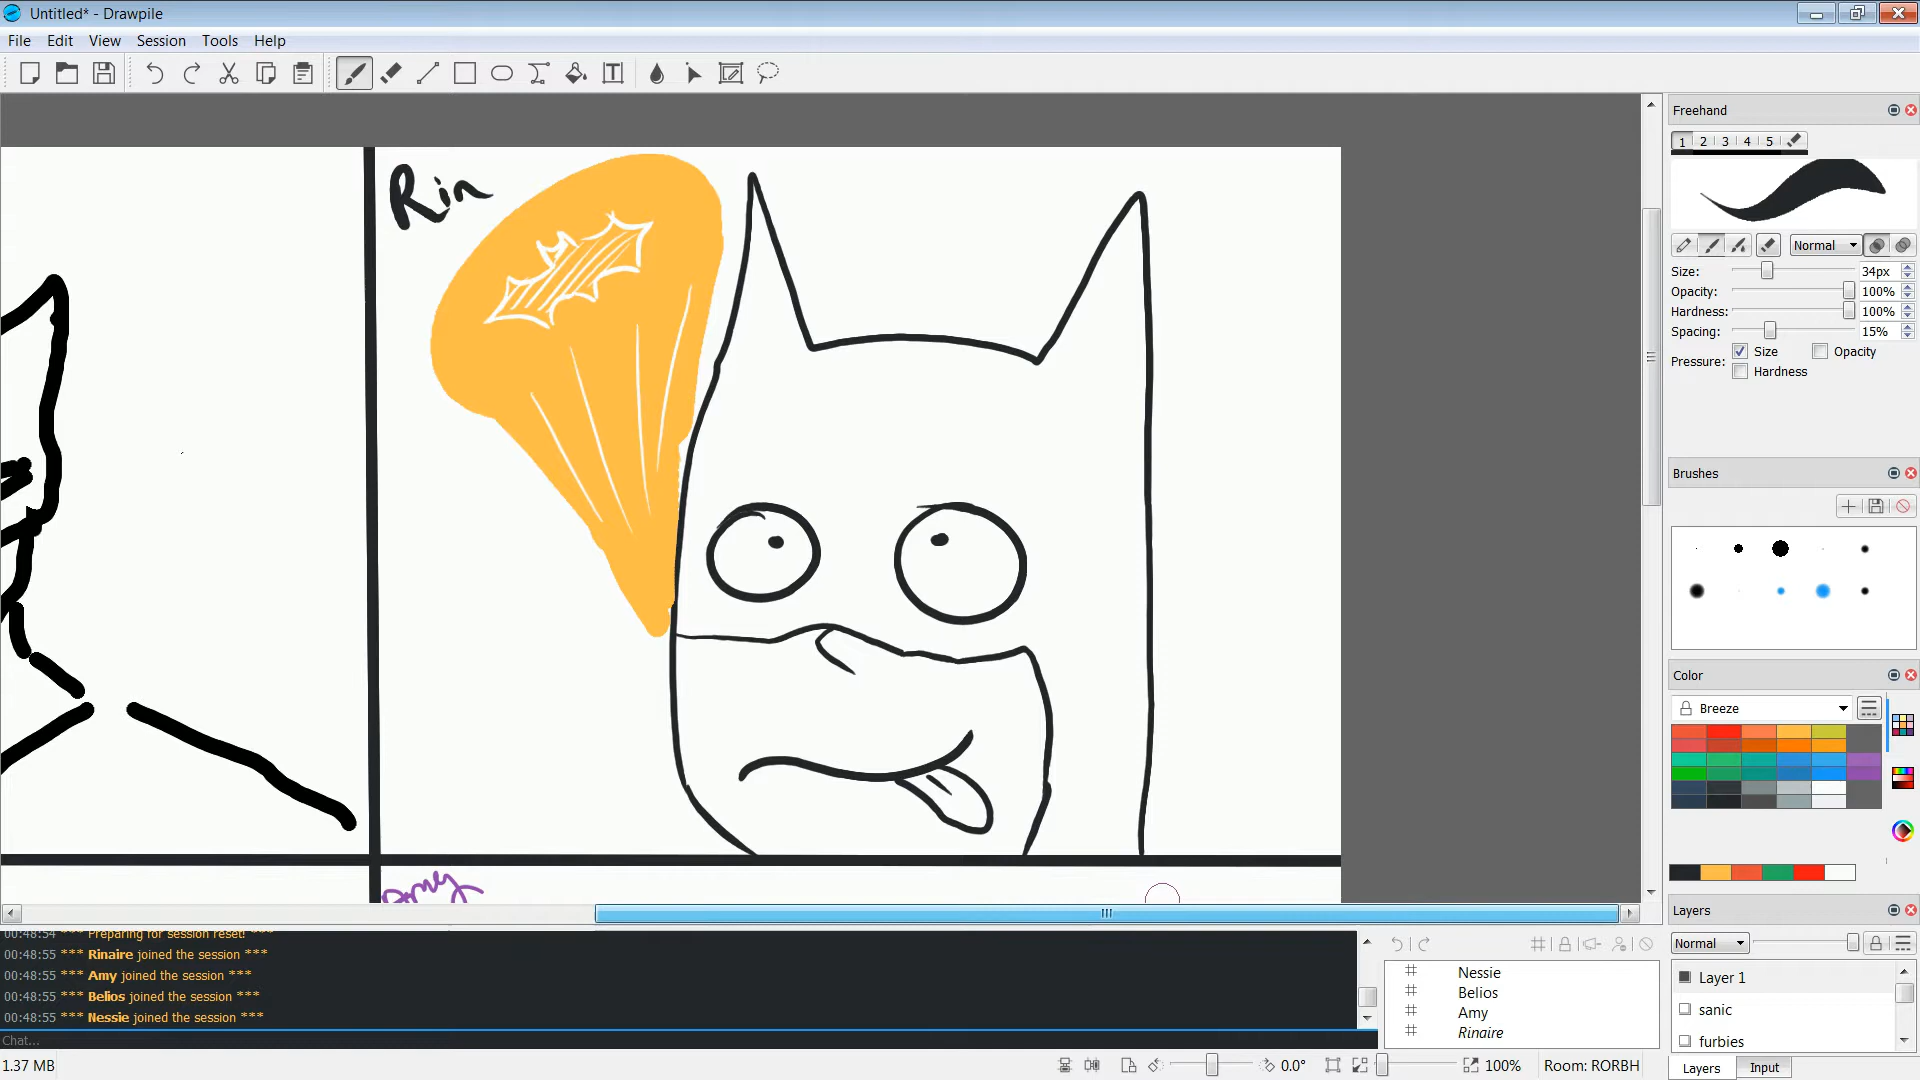 Untitled* - Drawpile
File Edit View Session Tools Help
Rin
Amy
Freehand
1 2 3 4 5
Normal
Size: 34px
Opacity: 100%
Hardness: 100%
Spacing: 15%
Pressure: Size Opacity
Hardness
Brushes
Color
Breeze
Layers
Normal
Layer 1
sanic
furbies
Layers Input
00:48:54 *** Preparing for session reset! ***
00:48:55 *** Rinaire joined the session ***
00:48:55 *** Amy joined the session ***
00:48:55 *** Belios joined the session ***
00:48:55 *** Nessie joined the session ***
Chat...
Nessie
Belios
Amy
Rinaire
1.37 MB
0.0°
100%
Room: RORBH